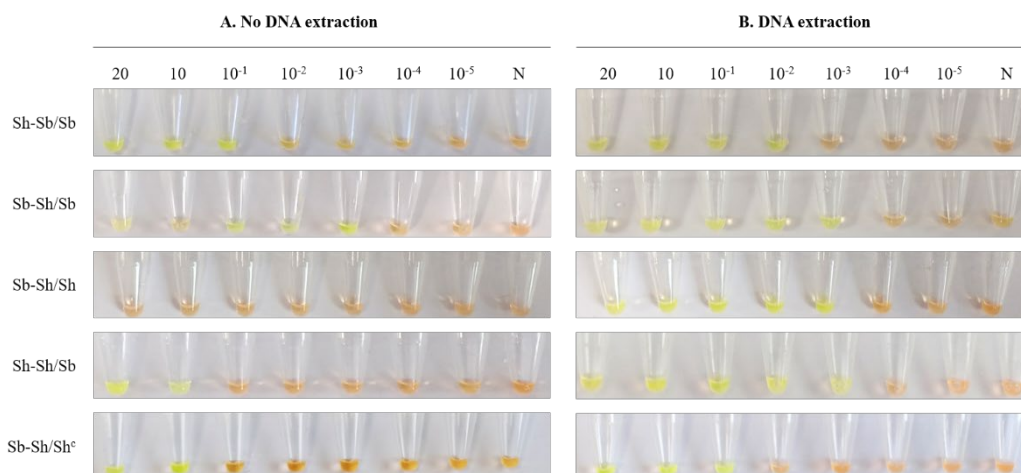 A. No DNA extraction
B. DNA extraction
20 10 10⁻¹ 10⁻² 10⁻³ 10⁻⁴ 10⁻⁵ N
20 10 10⁻¹ 10⁻² 10⁻³ 10⁻⁴ 10⁻⁵ N
Sh-Sb/Sb
Sb-Sh/Sb
Sb-Sh/Sh
Sh-Sh/Sb
Sb-Sh/Shᶜ